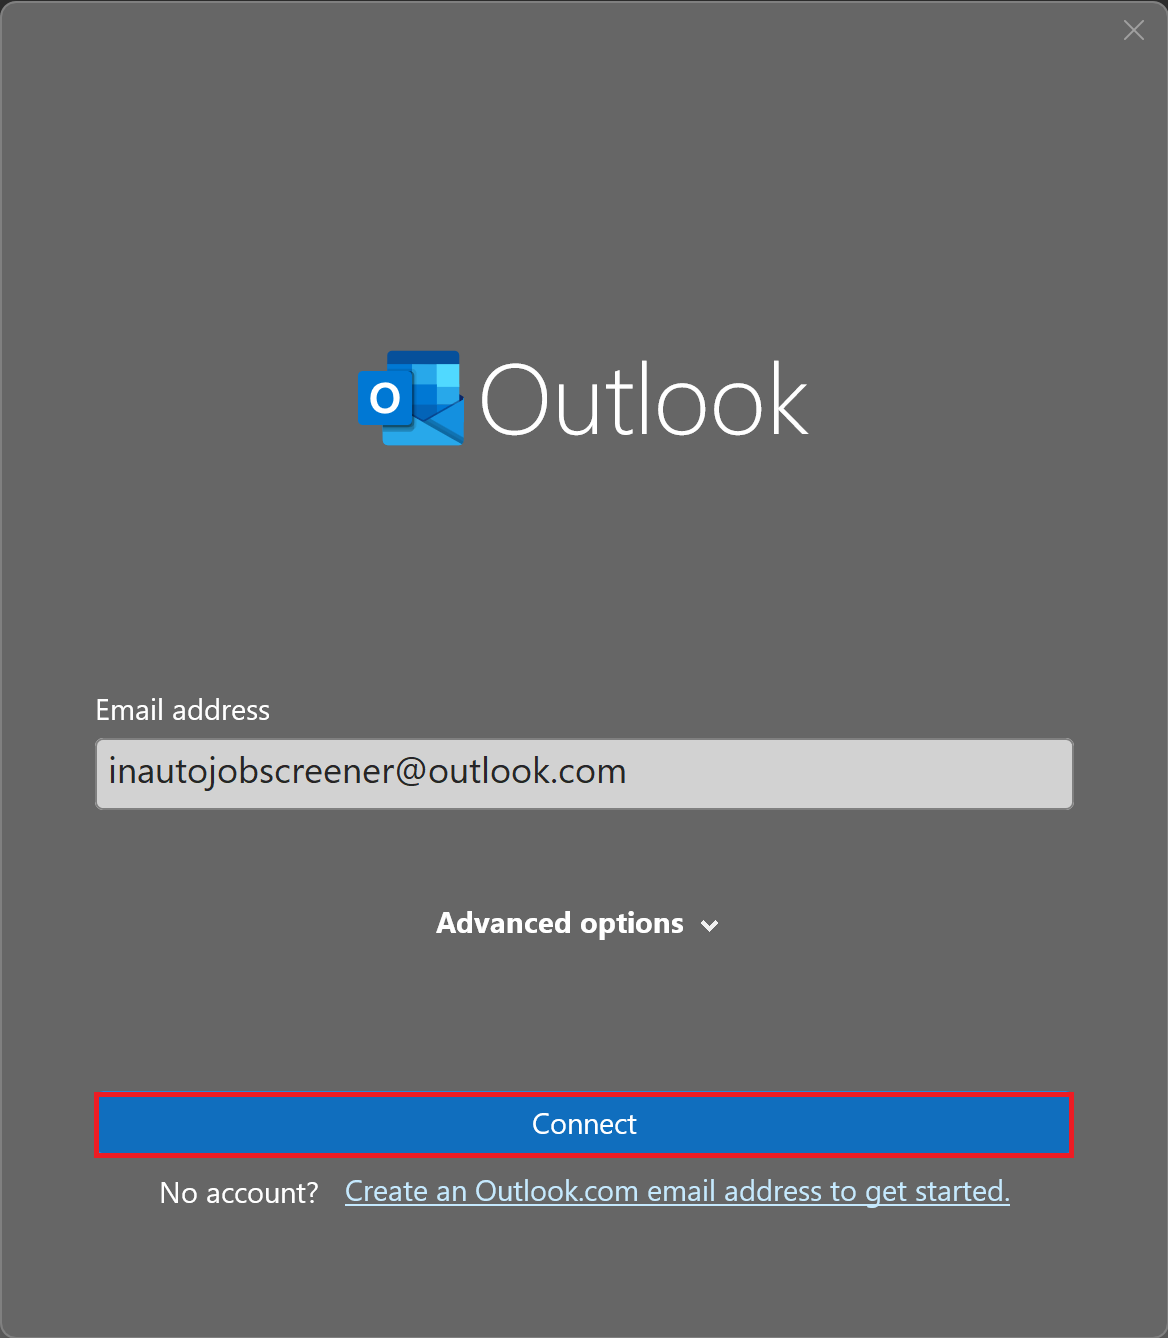 Outlook
Email address
inautojobscreener@outlook.com
Advanced options
Connect
No account? Create an Outlook.com email address to get started.